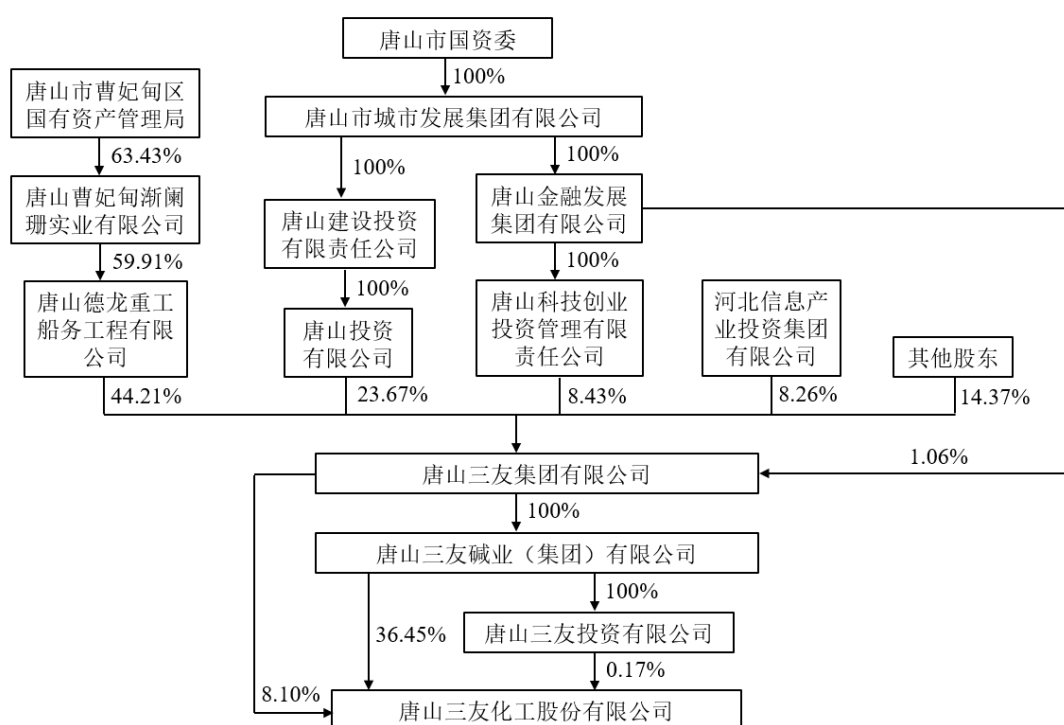 唐山市国资委
100%
唐山市曹妃甸区
国有资产管理局
唐山市城市发展集团有限公司
63.43%
100%
100%
唐山曹妃甸渐阑
珊实业有限公司
唐山建设投资
有限责任公司
唐山金融发展
集团有限公司
59.91%
100%
100%
唐山德龙重工
船务工程有限
公司
唐山投资
有限公司
唐山科技创业
投资管理有限
责任公司
河北信息产
业投资集团
有限公司
其他股东
44.21%
23.67%
8.43%
8.26%
14.37%
唐山三友集团有限公司
1.06%
100%
唐山三友碱业（集团）有限公司
100%
36.45%
唐山三友投资有限公司
0.17%
8.10%
唐山三友化工股份有限公司